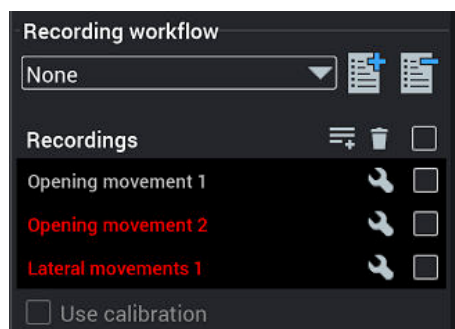 Recording workflow
None
Recordings
Opening movement 1
Opening movement 2
Lateral movements 1
Use calibration